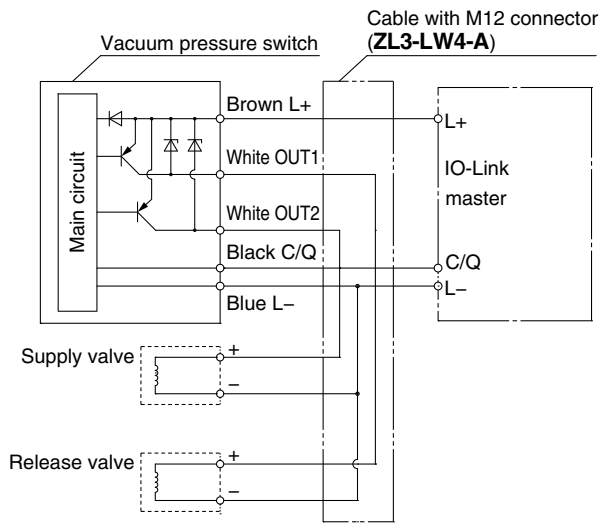 Cable with M12 connector
(ZL3-LW4-A)
Vacuum pressure switch
Main circuit
Brown L+
White OUT1
White OUT2
Black C/Q
Blue L–
L+
IO-Link
master
C/Q
L–
Supply valve
+
–
Release valve
+
–